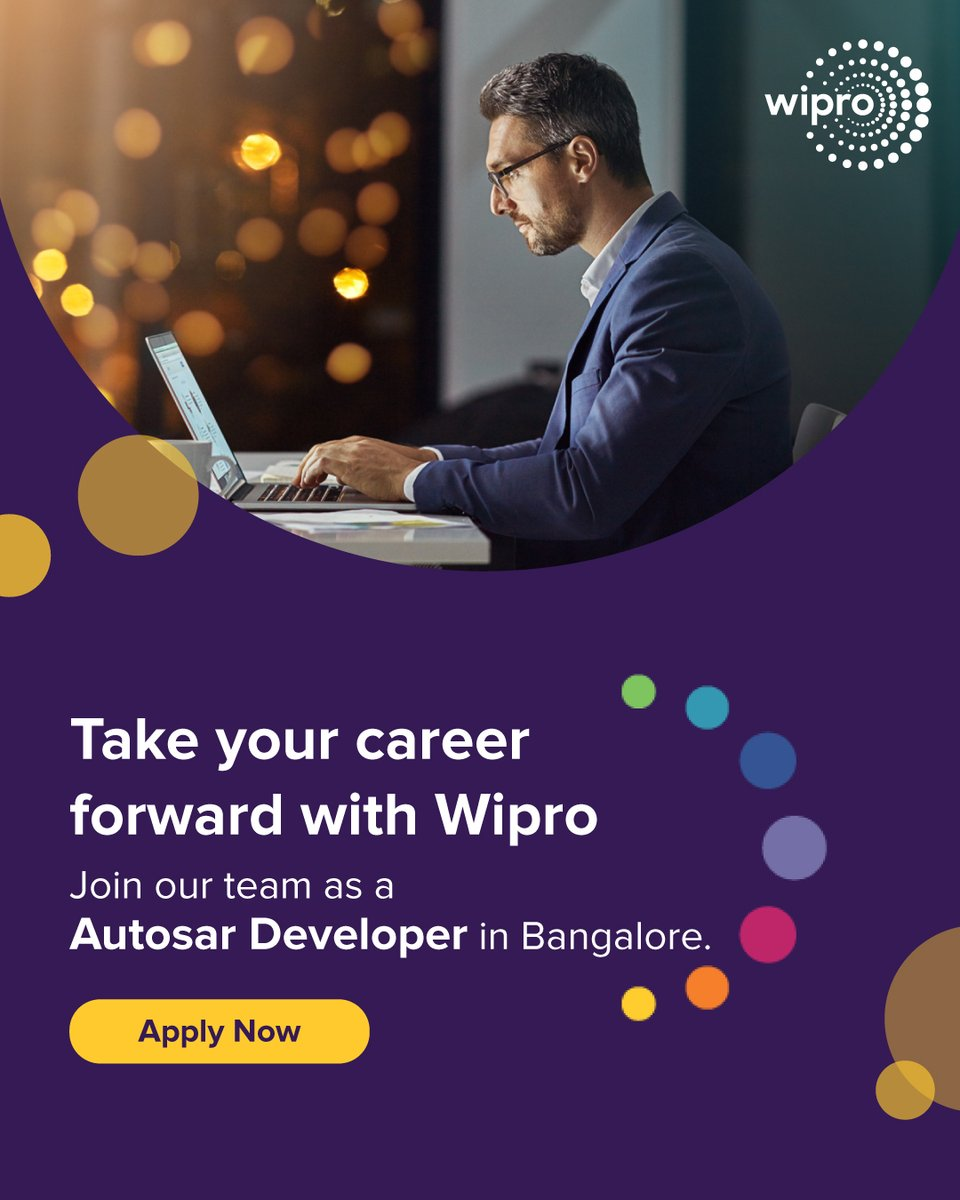 wipro
Take your career
forward with Wipro
Join our team as a
Autosar Developer in Bangalore.
Apply Now